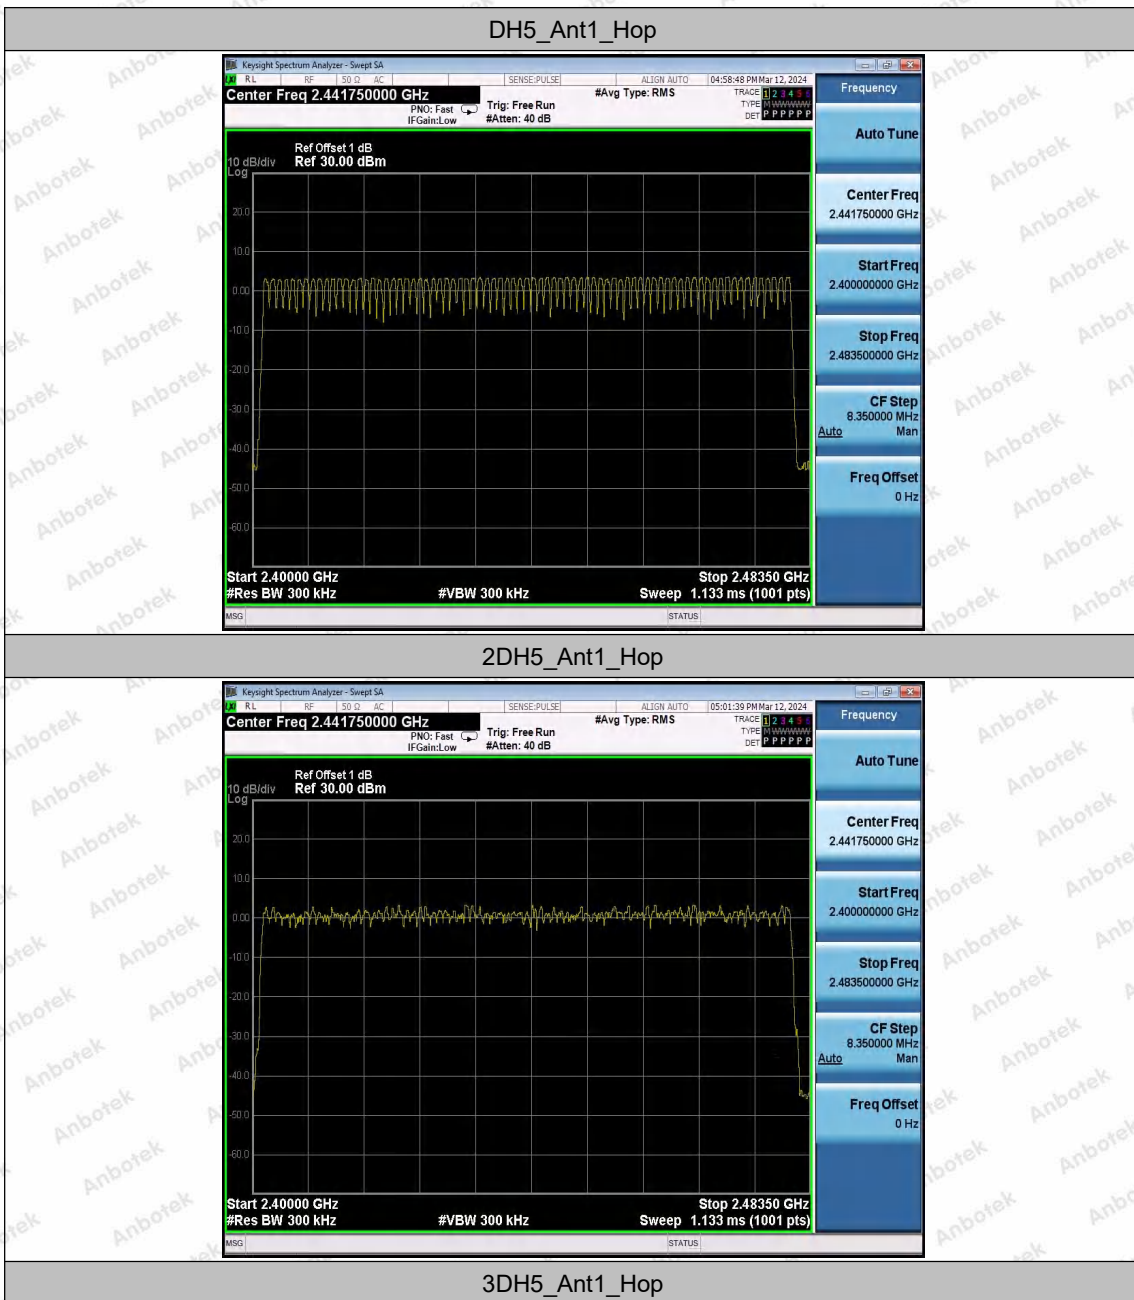 DH5_Ant1_Hop
Keysight Spectrum Analyzer - Swept SA
LXI RL RF 50 Ω AC SENSE:PULSE ALIGN AUTO 04:58:48 PM Mar 12, 2024
Center Freq 2.441750000 GHz #Avg Type: RMS TRACE 1 2 3 4 5 6 Frequency
PNO: Fast Trig: Free Run TYPE M WWWWW
IFGain:Low #Atten: 40 dB DET P P P P P P
Auto Tune
Ref Offset 1 dB
10 dB/div Ref 30.00 dBm
Log
Center Freq
2.441750000 GHz
20.0
10.0
Start Freq
2.400000000 GHz
0.00
-10.0
Stop Freq
2.483500000 GHz
-20.0
-30.0
CF Step
8.350000 MHz
Auto Man
-40.0
Freq Offset
0 Hz
-50.0
-60.0
Start 2.40000 GHz Stop 2.48350 GHz
#Res BW 300 kHz #VBW 300 kHz Sweep 1.133 ms (1001 pts)
MSG STATUS
2DH5_Ant1_Hop
Keysight Spectrum Analyzer - Swept SA
LXI RL RF 50 Ω AC SENSE:PULSE ALIGN AUTO 05:01:39 PM Mar 12, 2024
Center Freq 2.441750000 GHz #Avg Type: RMS TRACE 1 2 3 4 5 6 Frequency
PNO: Fast Trig: Free Run TYPE M WWWWW
IFGain:Low #Atten: 40 dB DET P P P P P P
Auto Tune
Ref Offset 1 dB
10 dB/div Ref 30.00 dBm
Log
Center Freq
2.441750000 GHz
20.0
10.0
Start Freq
2.400000000 GHz
0.00
-10.0
Stop Freq
2.483500000 GHz
-20.0
-30.0
CF Step
8.350000 MHz
Auto Man
-40.0
Freq Offset
0 Hz
-50.0
-60.0
Start 2.40000 GHz Stop 2.48350 GHz
#Res BW 300 kHz #VBW 300 kHz Sweep 1.133 ms (1001 pts)
MSG STATUS
3DH5_Ant1_Hop